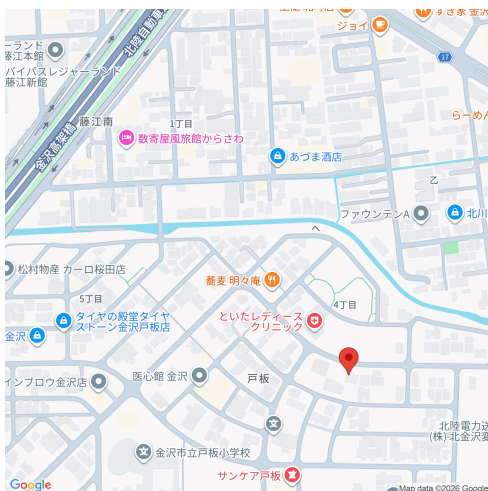 ジョイ
すき家 金沢
17
北陸自動車
ーランド
藤江本館
バイパスレジャーランド
藤江新館
藤江南
1丁目
数寄屋風旅館からさわ
金沢高架橋
らーめん
あづま酒店
乙
ファウンテンA
北川
へ
松村物産 カーロ桜田店
蕎麦 明々庵
5丁目
4丁目
タイヤの殿堂タイヤ
ストーン金沢戸板店
といたレディース
クリニック
金沢
インブロウ金沢店
医心館 金沢
戸板
北陸電力送
(株) 北金沢変
金沢市立戸板小学校
サンケア戸板
Google
Map data ©2026 Google